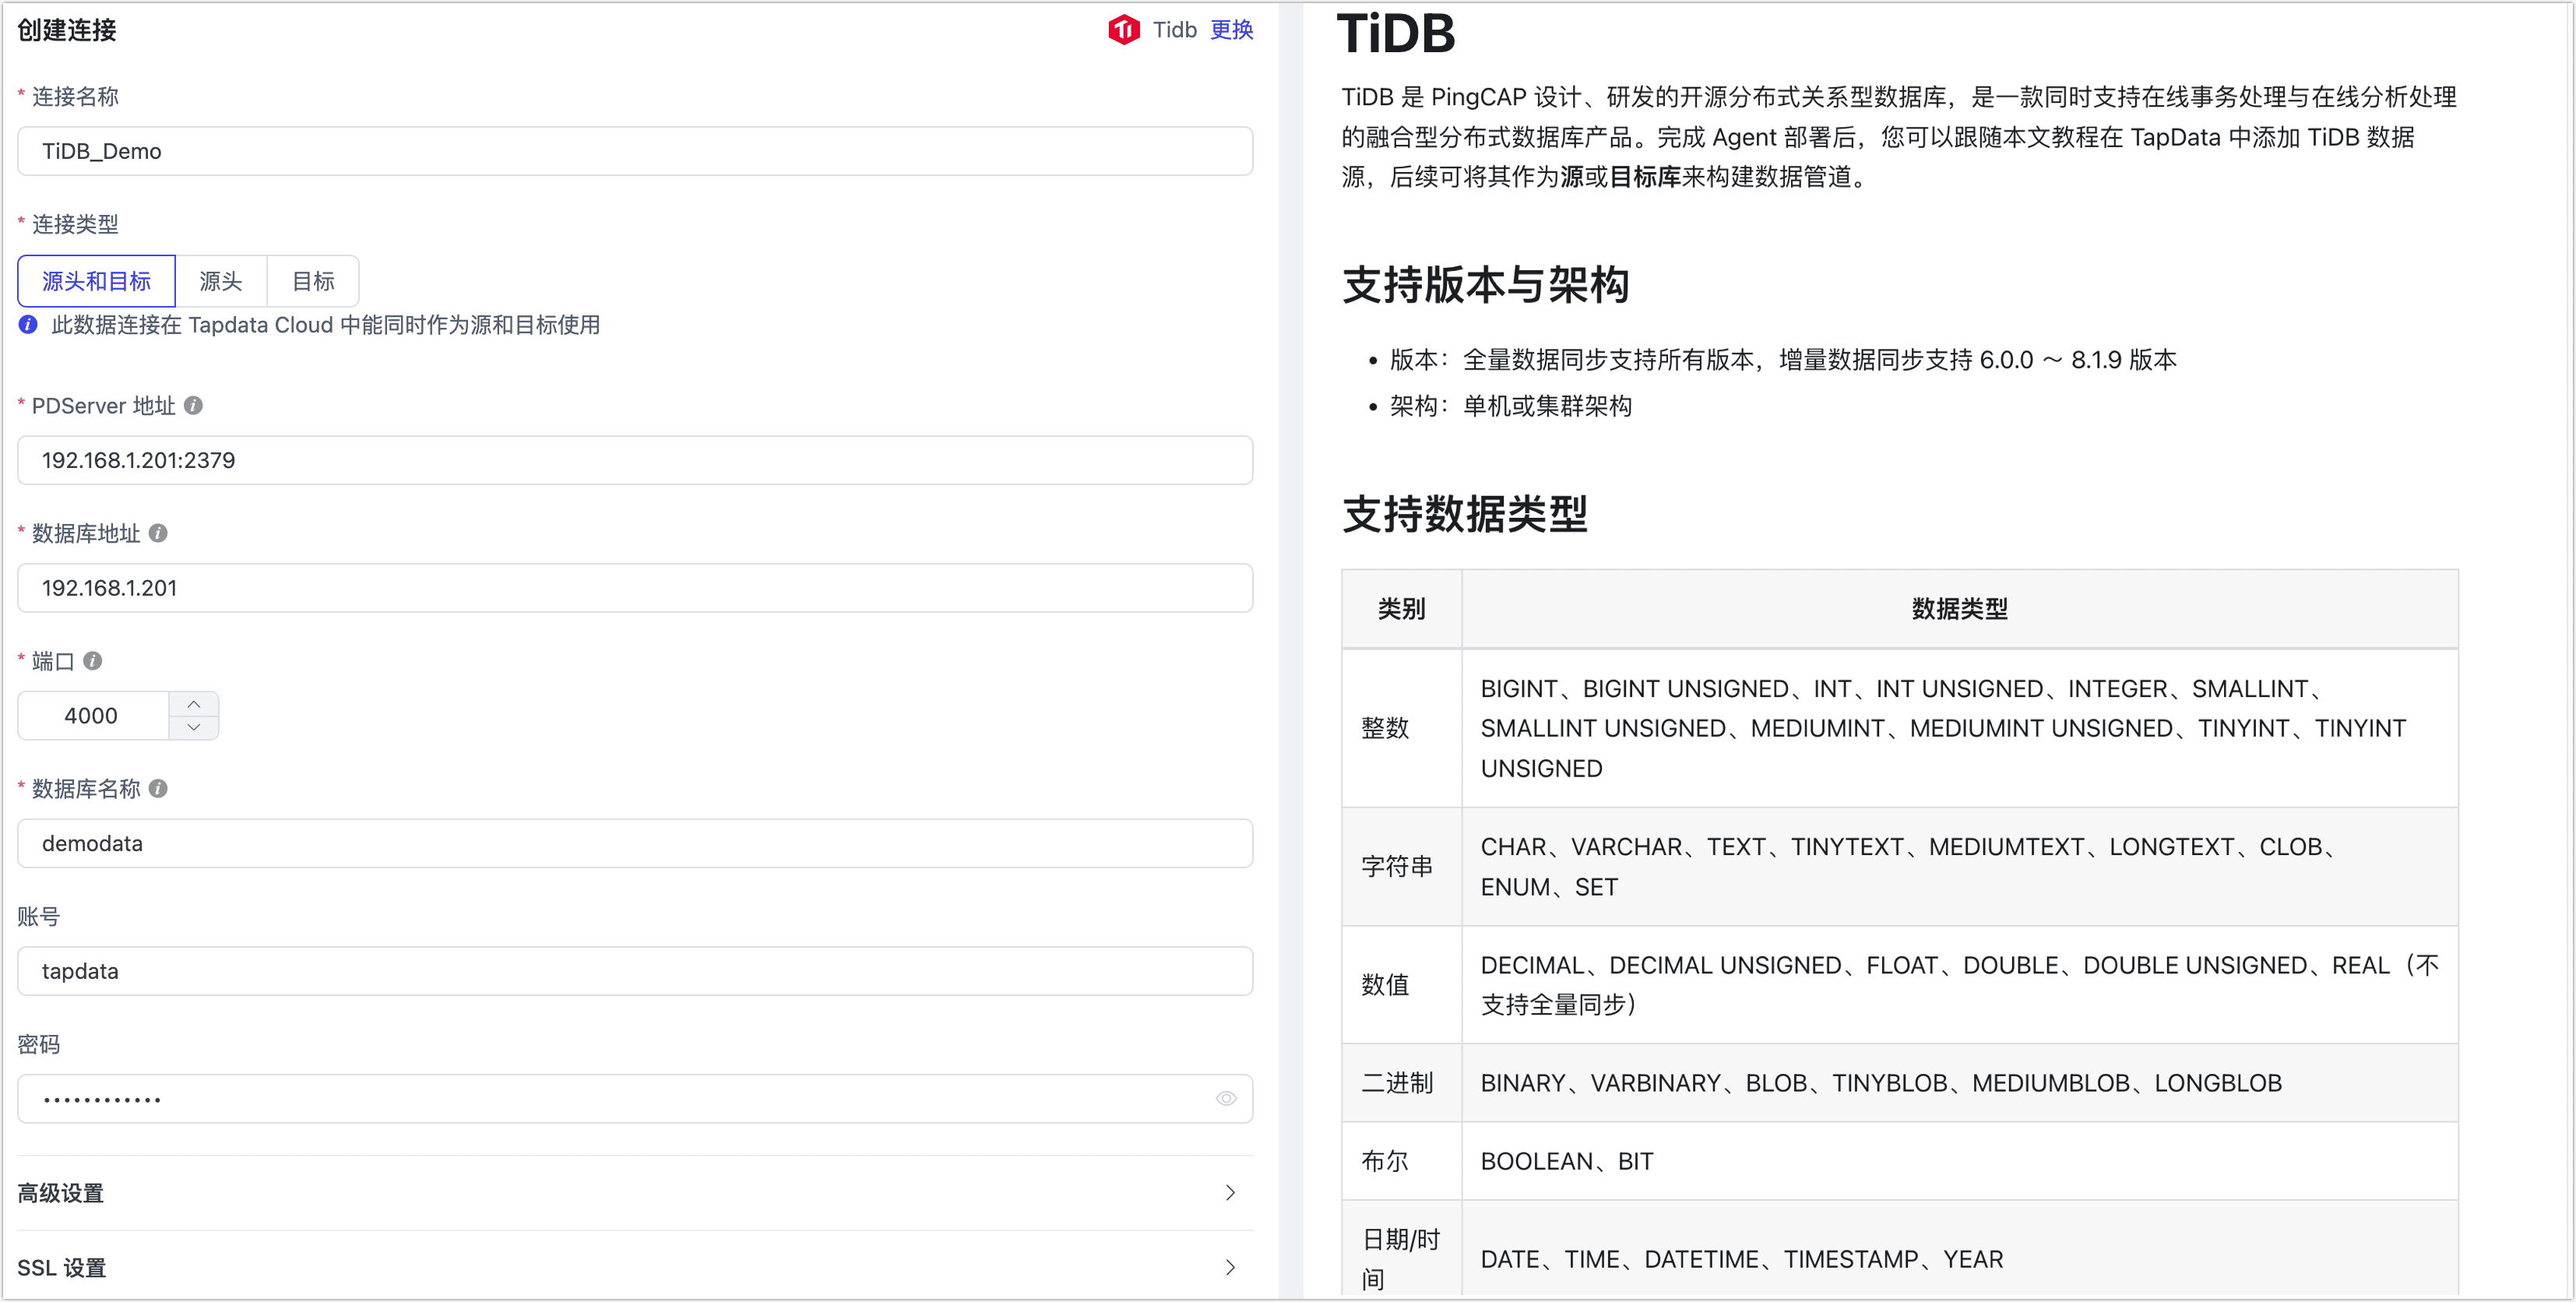 创建连接
Tidb 更换
* 连接名称
TiDB_Demo
* 连接类型
源头和目标 源头 目标
此数据连接在 Tapdata Cloud 中能同时作为源和目标使用
* PDServer 地址
192.168.1.201:2379
* 数据库地址
192.168.1.201
* 端口
4000
* 数据库名称
demodata
账号
tapdata
密码
••••••••••••
高级设置
SSL 设置
TiDB
TiDB 是 PingCAP 设计、研发的开源分布式关系型数据库，是一款同时支持在线事务处理与在线分析处理
的融合型分布式数据库产品。完成 Agent 部署后，您可以跟随本文教程在 TapData 中添加 TiDB 数据
源，后续可将其作为源或目标库来构建数据管道。
支持版本与架构
• 版本：全量数据同步支持所有版本，增量数据同步支持 6.0.0 ～ 8.1.9 版本
• 架构：单机或集群架构
支持数据类型
类别 数据类型
整数
BIGINT、BIGINT UNSIGNED、INT、INT UNSIGNED、INTEGER、SMALLINT、
SMALLINT UNSIGNED、MEDIUMINT、MEDIUMINT UNSIGNED、TINYINT、TINYINT
UNSIGNED
字符串
CHAR、VARCHAR、TEXT、TINYTEXT、MEDIUMTEXT、LONGTEXT、CLOB、
ENUM、SET
数值
DECIMAL、DECIMAL UNSIGNED、FLOAT、DOUBLE、DOUBLE UNSIGNED、REAL（不
支持全量同步）
二进制 BINARY、VARBINARY、BLOB、TINYBLOB、MEDIUMBLOB、LONGBLOB
布尔 BOOLEAN、BIT
日期/时
间
DATE、TIME、DATETIME、TIMESTAMP、YEAR